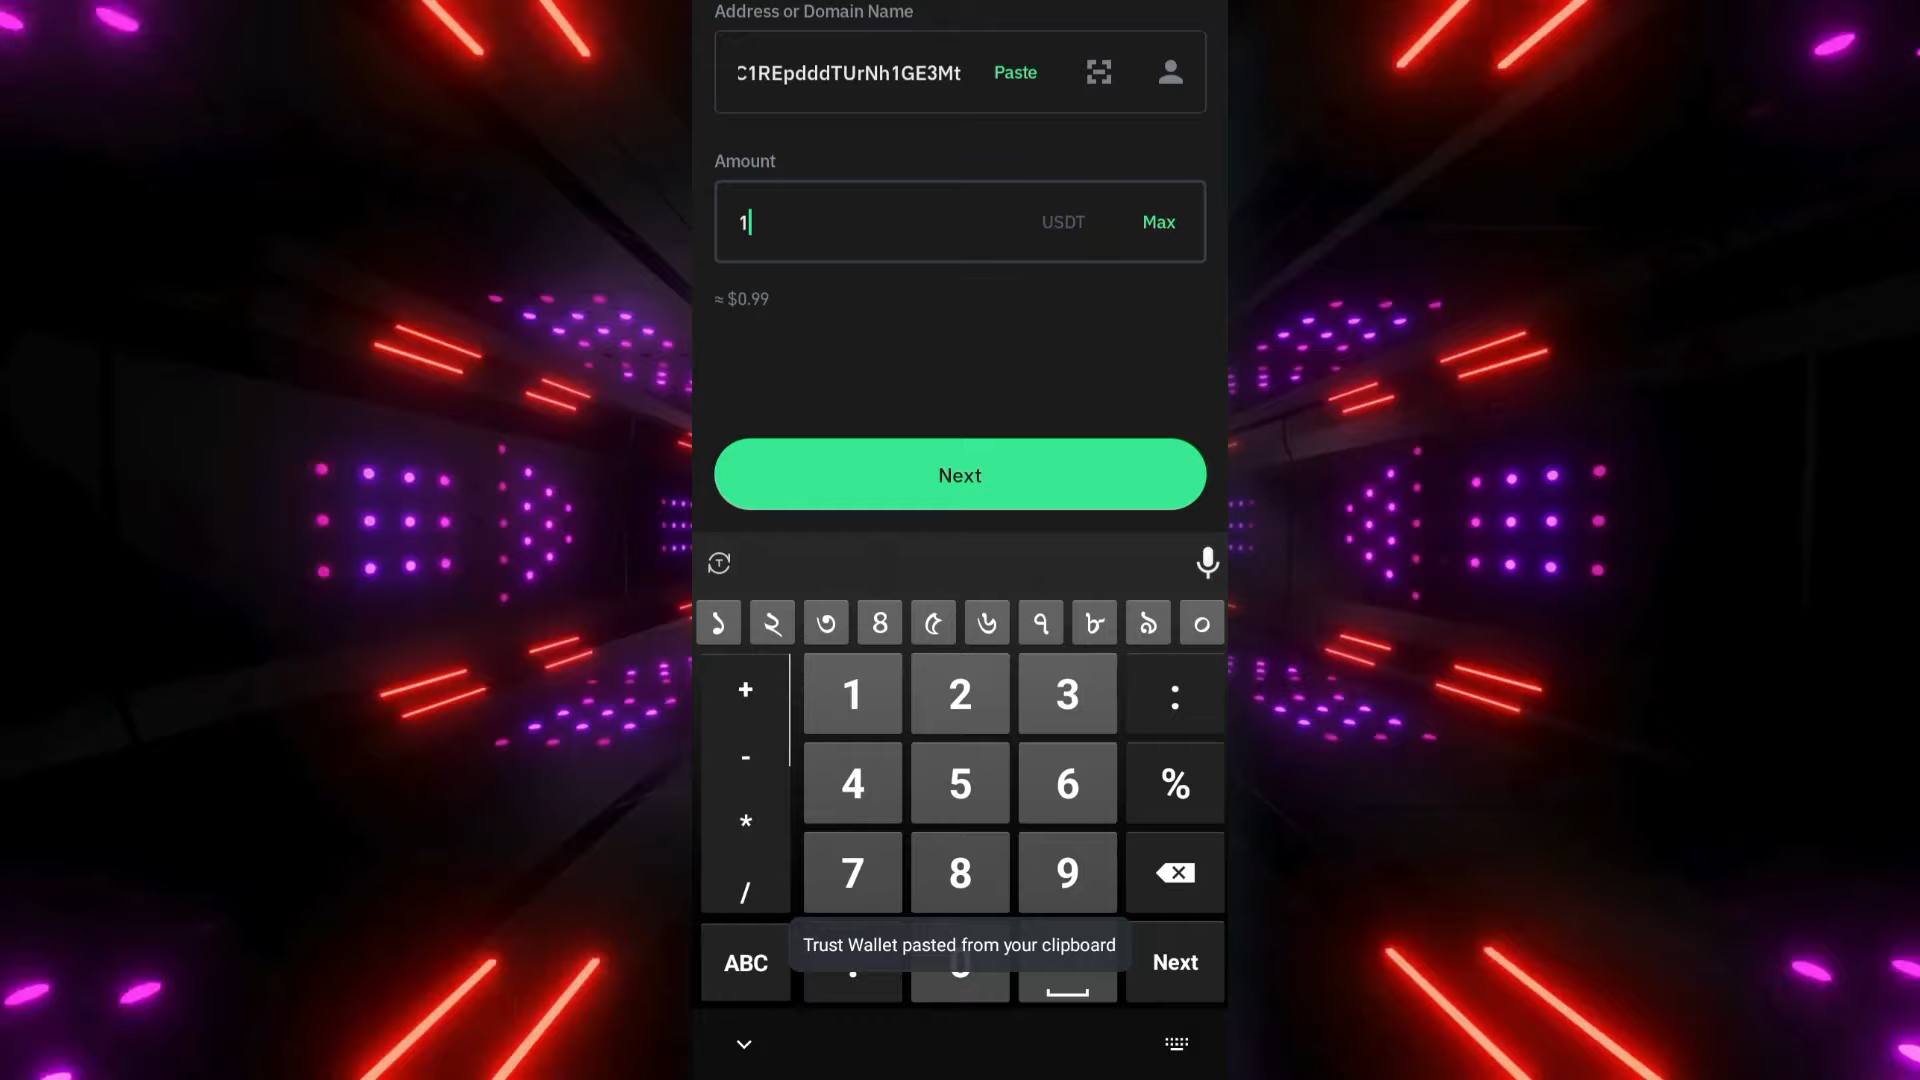 Address or Domain Name
C1REpdddTUrNh1GE3Mt Paste
Amount
1 USDT Max
≈ $0.99
Next
১ ২ ৩ ৪ ৫ ৬ ৭ ৮ ৯ ০
+ 1 2 3 :
- 4 5 6 %
*
/ 7 8 9
Trust Wallet pasted from your clipboard
ABC . 0 Next